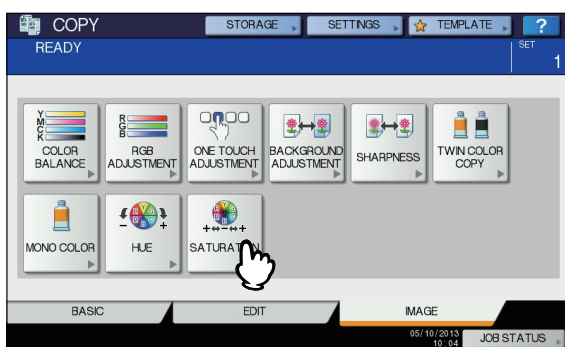 COPY
STORAGE
SETTINGS
TEMPLATE
?
READY
SET
1
Y
M
C
K
COLOR
BALANCE
R
G
B
RGB
ADJUSTMENT
ONE TOUCH
ADJUSTMENT
BACKGROUND
ADJUSTMENT
SHARPNESS
TWIN COLOR
COPY
MONO COLOR
- +
HUE
+ - +
SATURATION
BASIC
EDIT
IMAGE
05/10/2013
10:04
JOB STATUS